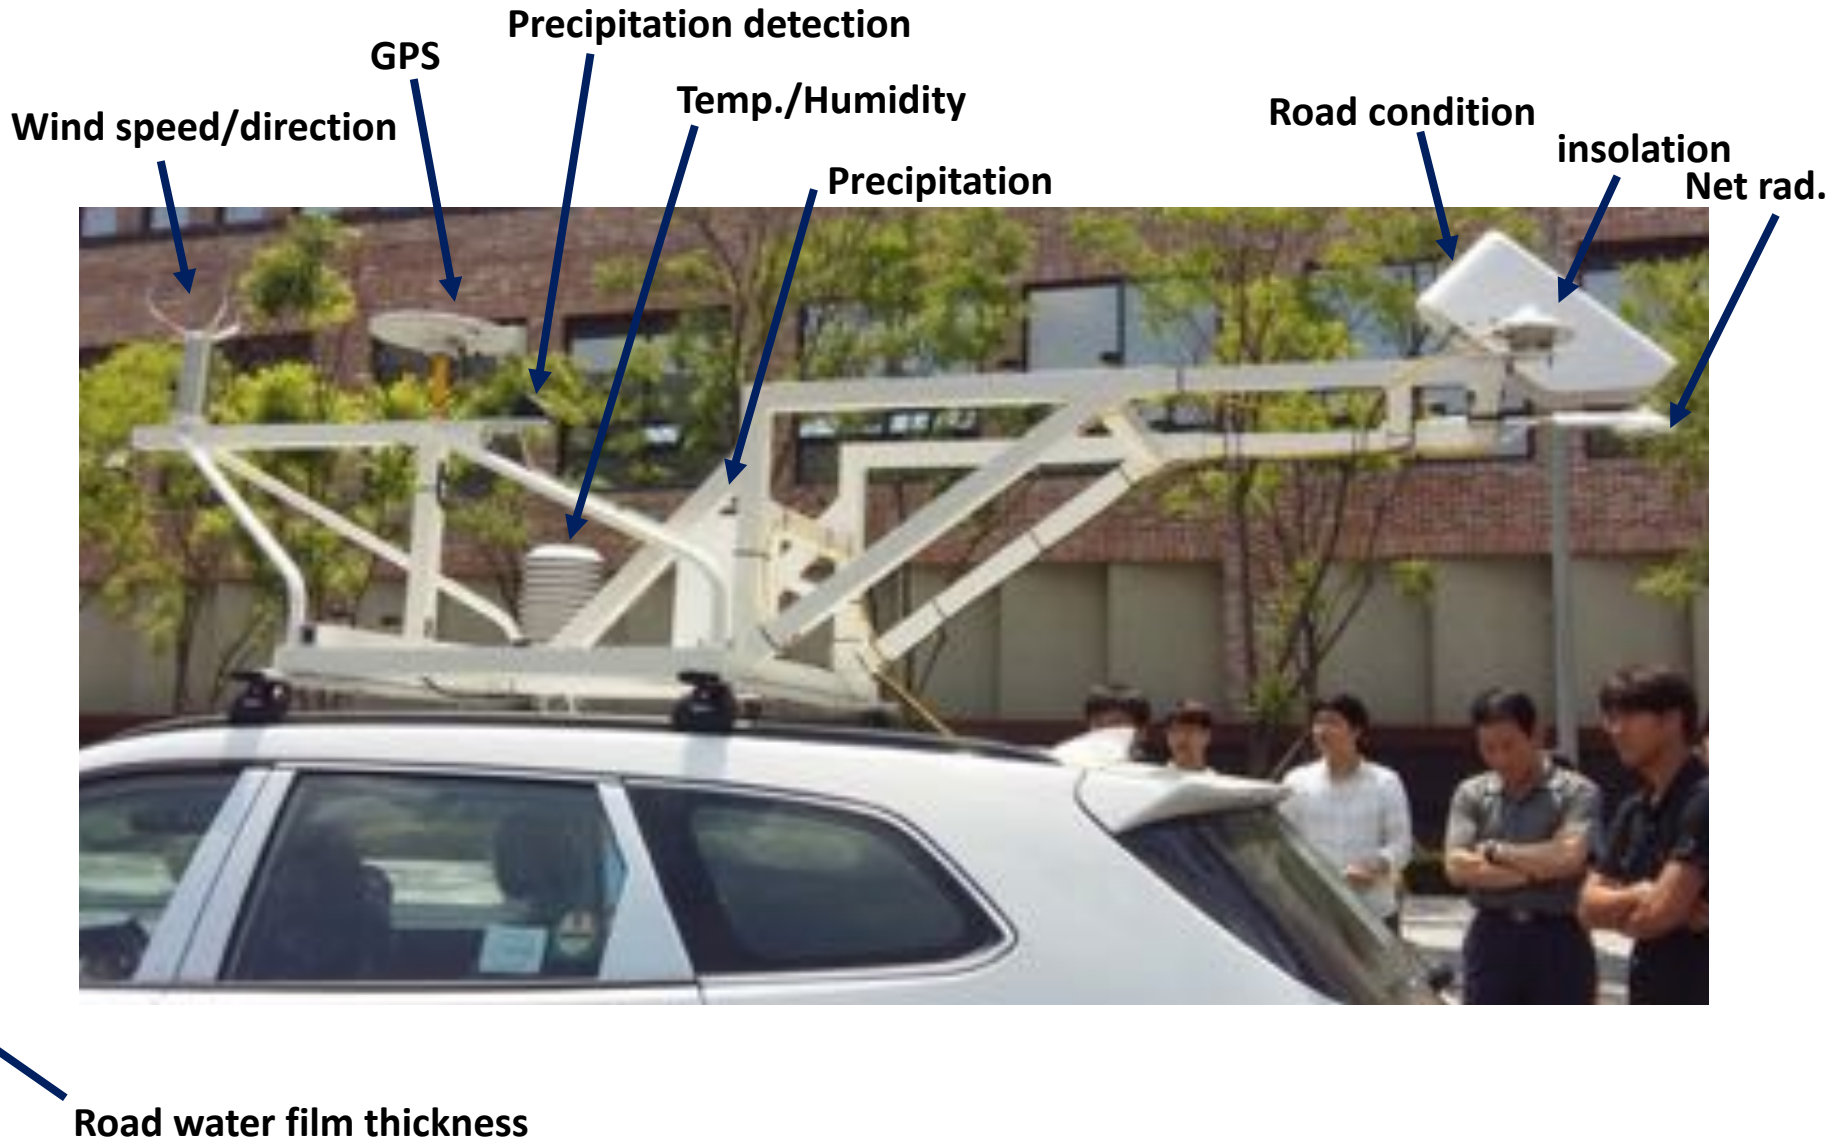 Precipitation detection
GPS
Temp./Humidity
Wind speed/direction
Road condition
insolation
Precipitation
Net rad.
Road water film thickness